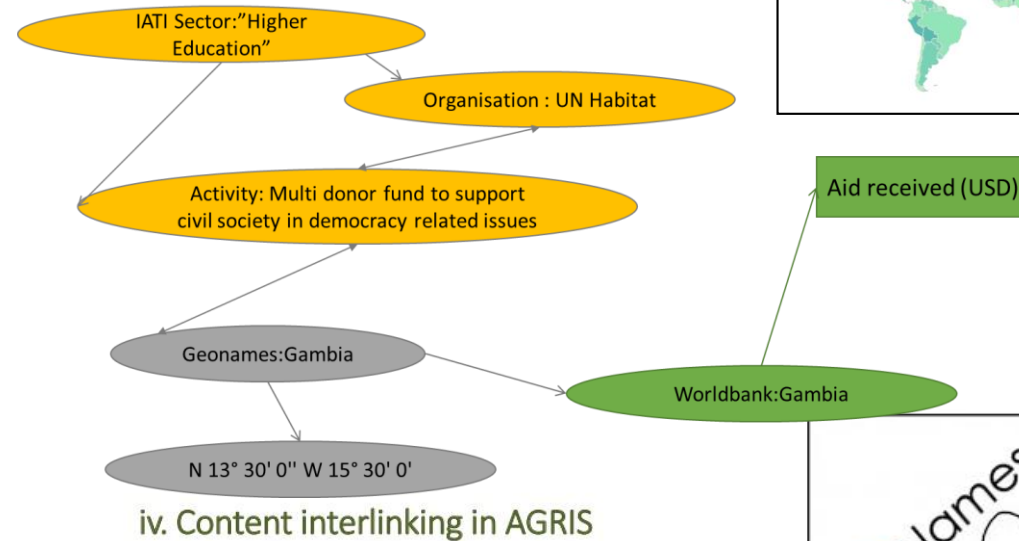 IATI Sector:”Higher
Education”
Organisation : UN Habitat
Activity: Multi donor fund to support
civil society in democracy related issues
Aid received (USD)
Geonames:Gambia
Worldbank:Gambia
N 13° 30' 0'' W 15° 30' 0'
iv. Content interlinking in AGRIS